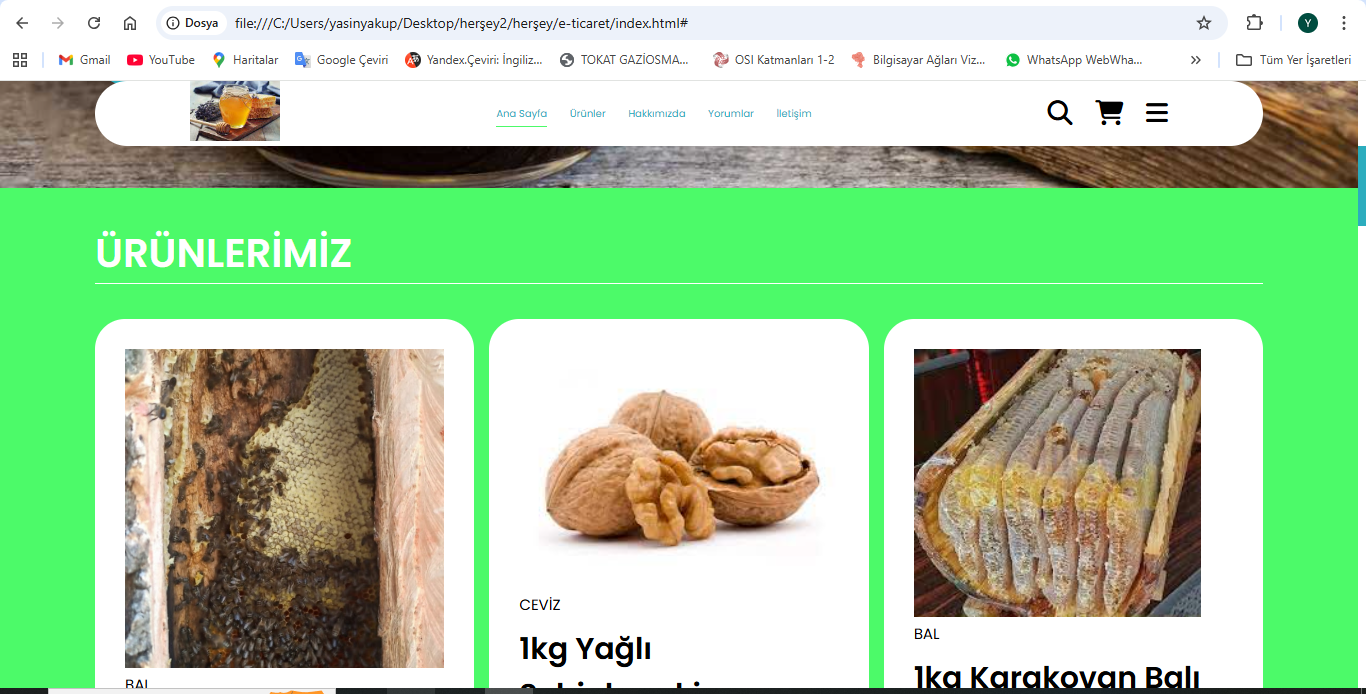 Dosya
file:///C:/Users/yasinyakup/Desktop/herşey2/herşey/e-ticaret/index.html#
Y
Gmail
YouTube
Haritalar
Google Çeviri
Yandex.Çeviri: İngiliz...
TOKAT GAZİOSMA...
OSI Katmanları 1-2
Bilgisayar Ağları Viz...
WhatsApp WebWha...
Tüm Yer İşaretleri
Ana Sayfa
Ürünler
Hakkımızda
Yorumlar
İletişim
ÜRÜNLERİMİZ
BAL
CEVİZ
1kg Yağlı
BAL
1kg Karakovan Balı